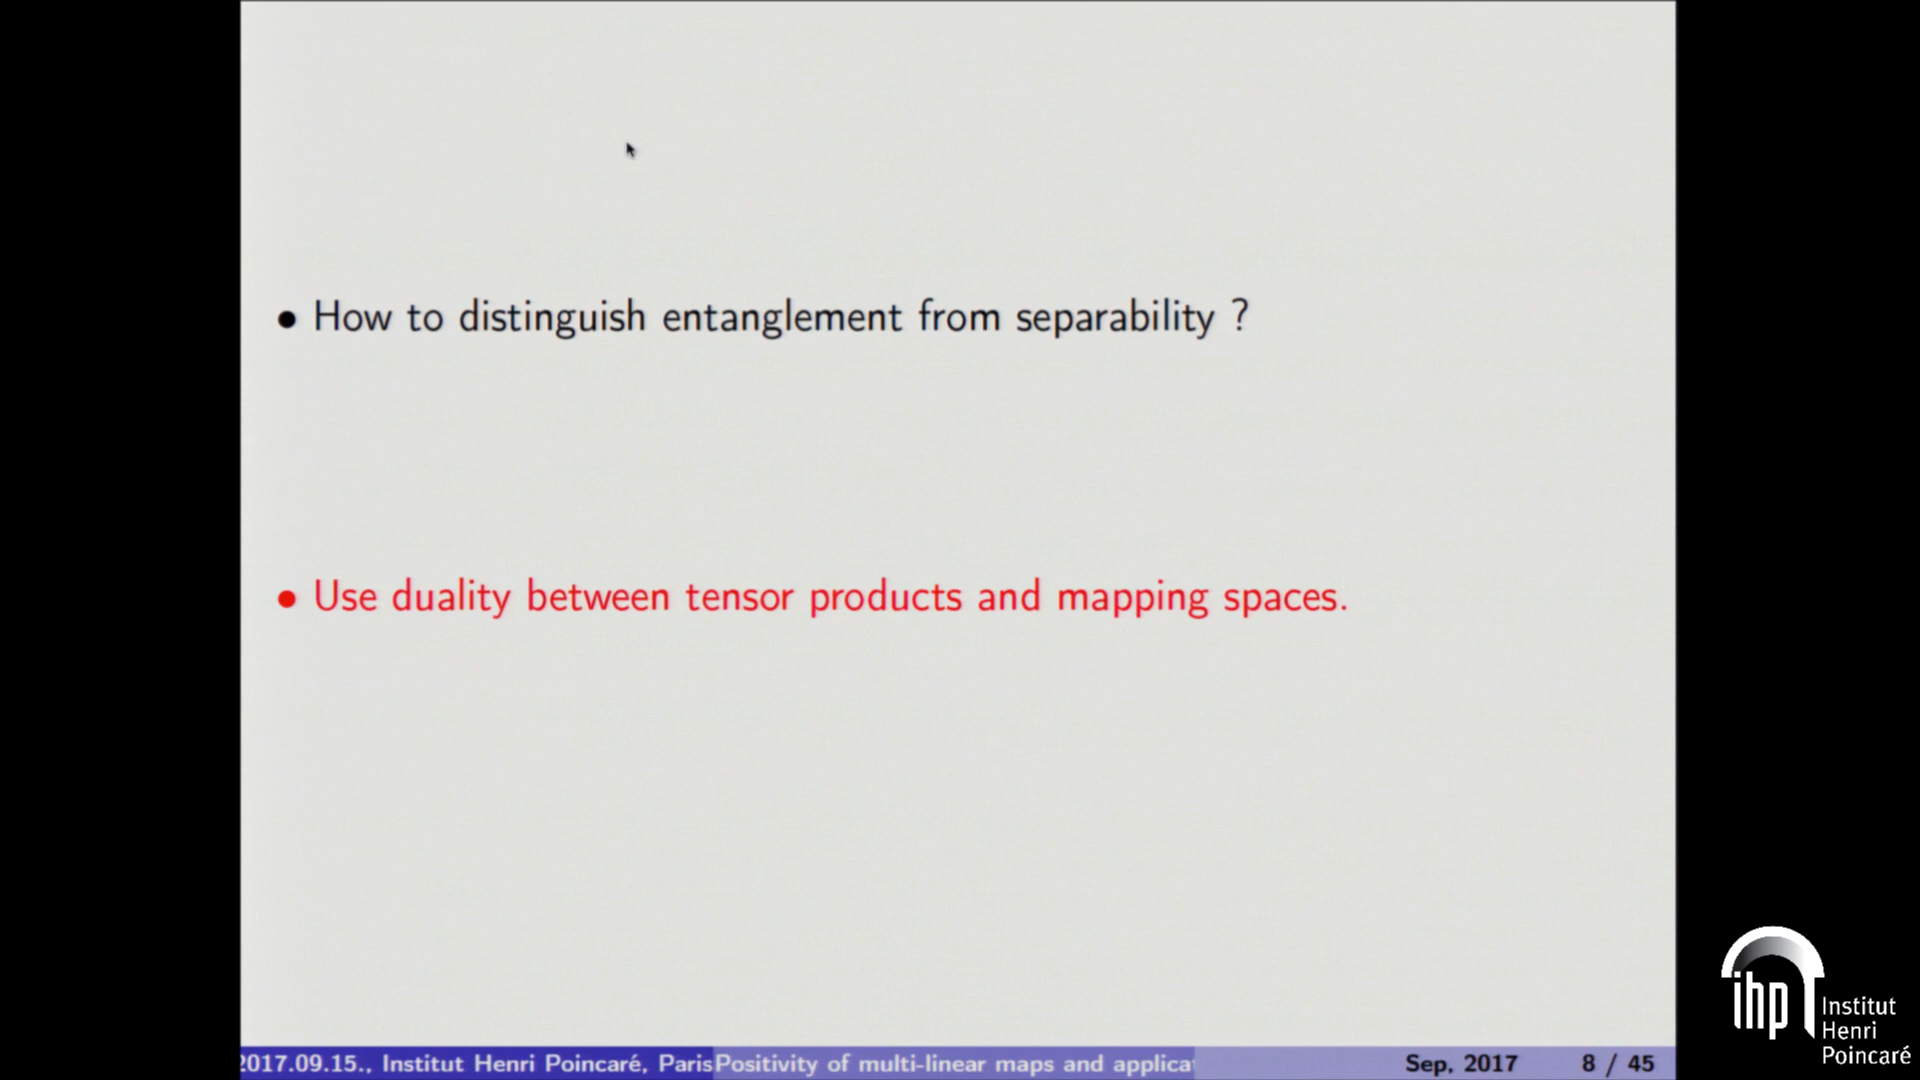 • How to distinguish entanglement from separability ?
• Use duality between tensor products and mapping spaces.
2017.09.15., Institut Henri Poincaré, Paris Positivity of multi-linear maps and applicat Sep, 2017 8 / 45
ihp Institut
Henri
Poincaré